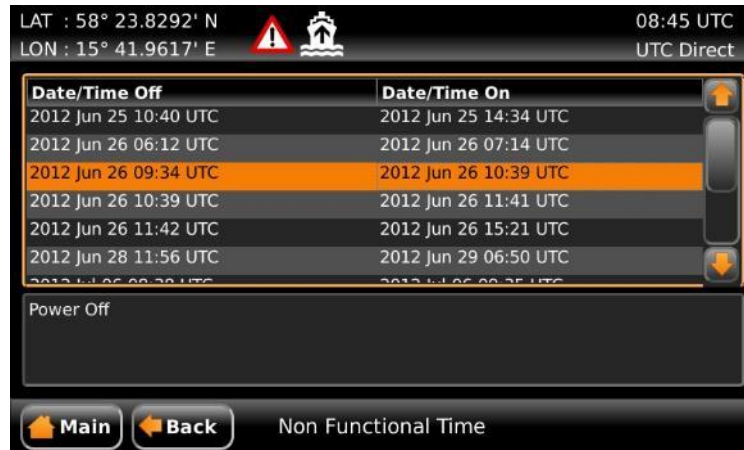 LAT : 58° 23.8292' N
08:45 UTC
LON : 15° 41.9617' E
UTC Direct
Date/Time Off Date/Time On
2012 Jun 25 10:40 UTC 2012 Jun 25 14:34 UTC
2012 Jun 26 06:12 UTC 2012 Jun 26 07:14 UTC
2012 Jun 26 09:34 UTC 2012 Jun 26 10:39 UTC
2012 Jun 26 10:39 UTC 2012 Jun 26 11:41 UTC
2012 Jun 26 11:42 UTC 2012 Jun 26 15:21 UTC
2012 Jun 28 11:56 UTC 2012 Jun 29 06:50 UTC
Power Off
Main Back Non Functional Time